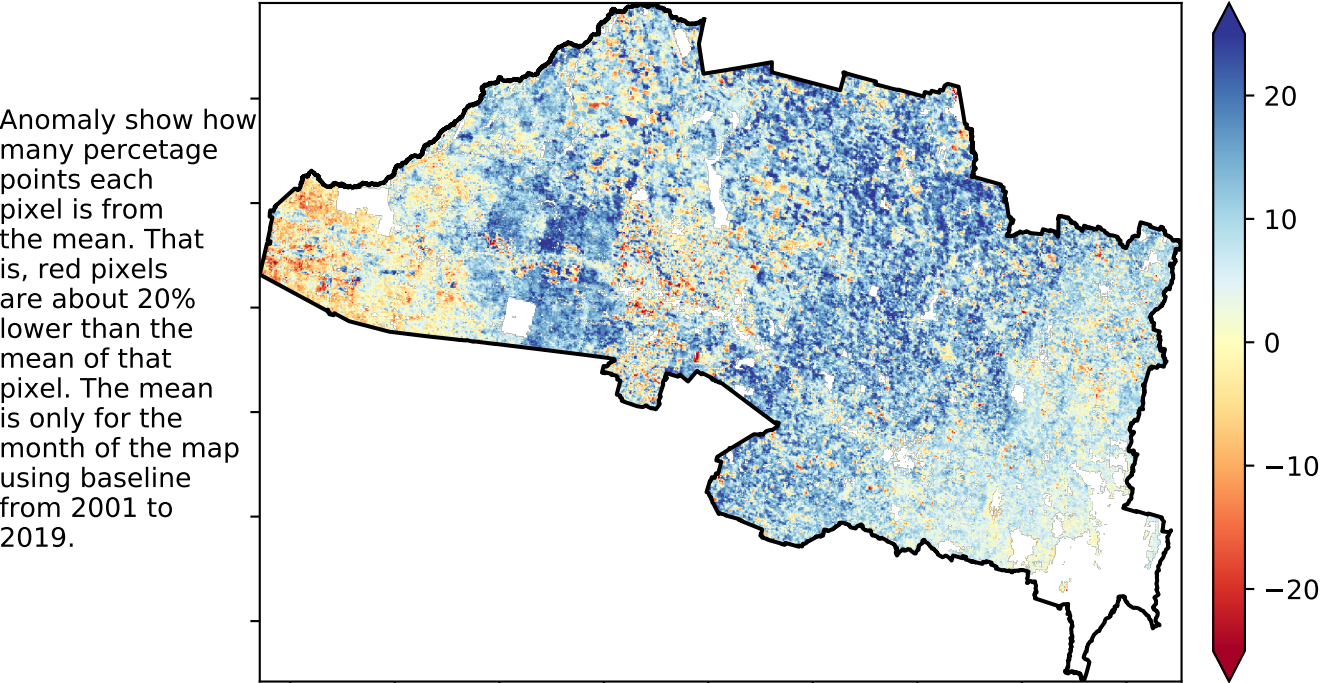 Anomaly show how
many percetage
points each
pixel is from
the mean. That
is, red pixels
are about 20%
lower than the
mean of that
pixel. The mean
is only for the
month of the map
using baseline
from 2001 to
2019.
20
10
0
−10
−20